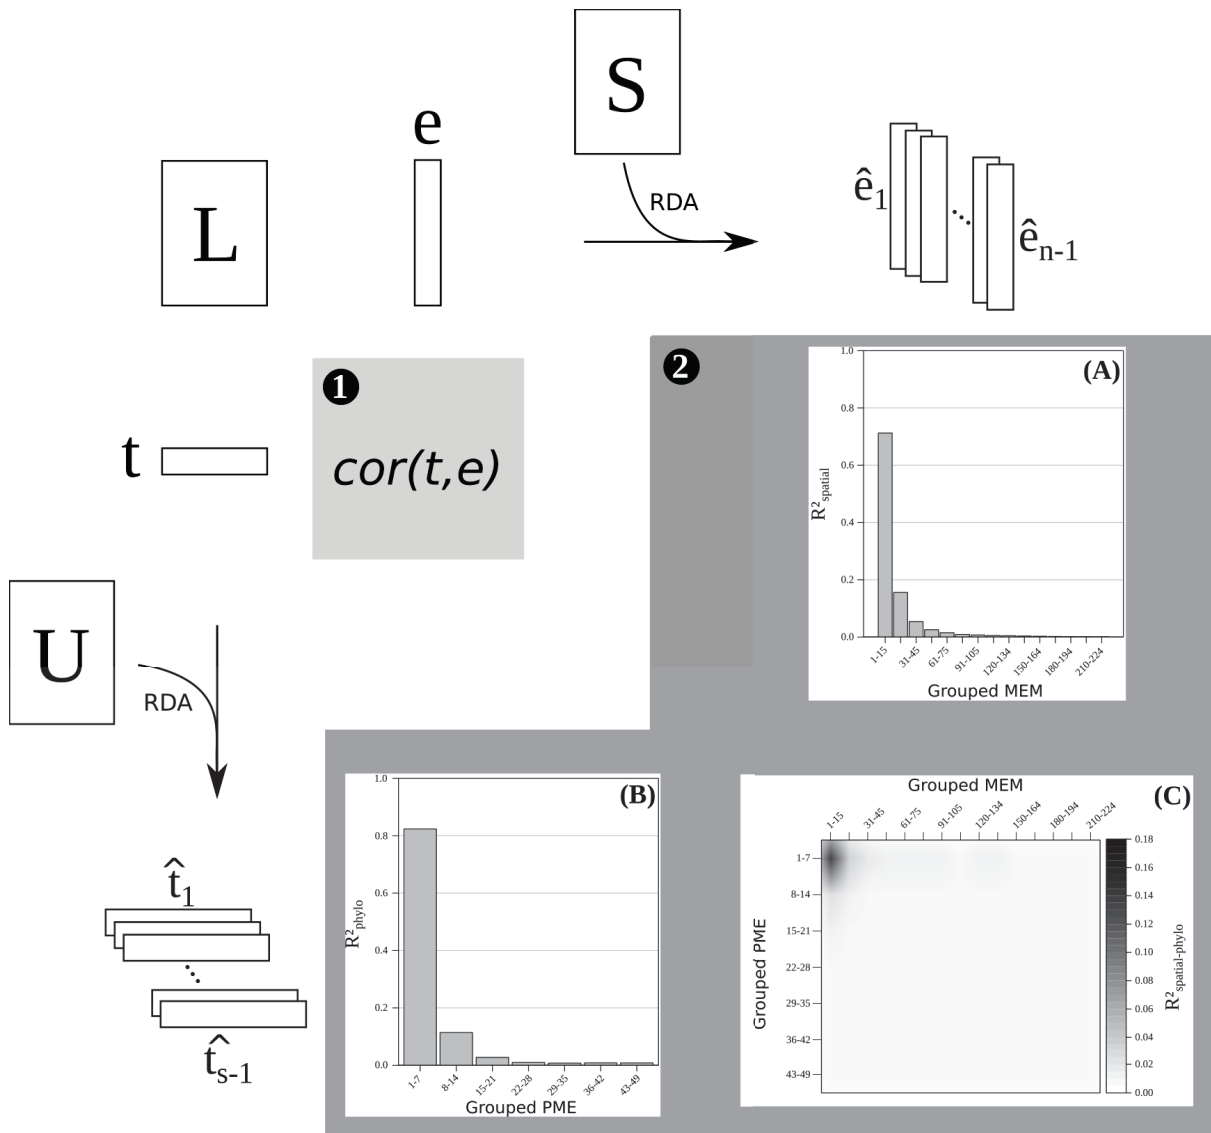 S
e
L
RDA
ê1
ên-1
1
cor(t,e)
t
2
(A)
1.0
0.8
0.6
0.4
0.2
0.0
R²spatial
1-15
31-45
61-75
91-105
120-134
150-164
180-194
210-224
Grouped MEM
U
RDA
t̂1
t̂s-1
(B)
1.0
0.8
0.6
0.4
0.2
0.0
R²phylo
1-7
8-14
15-21
22-28
29-35
36-42
43-49
Grouped PME
Grouped MEM
(C)
1-15
31-45
61-75
91-105
120-134
150-164
180-194
210-224
1-7
8-14
15-21
22-28
29-35
36-42
43-49
Grouped PME
0.18
0.16
0.14
0.12
0.10
0.08
0.06
0.04
0.02
0.00
R²spatial-phylo